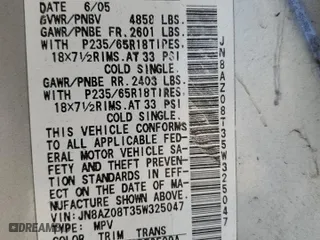 DATE 6/05
GVWR/PNBV 4858 LBS.
GAWR/PNBE FR. 2601 LBS.
WITH P235/65R18TIRES.
18X7½RIMS.AT 33 PSI
COLD SINGLE.
GAWR/PNBE RR. 2403 LBS.
WITH P235/65R18TIRES.
18X7½RIMS.AT 33 PSI
COLD SINGLE.
THIS VEHICLE CONFORMS
TO ALL APPLICABLE FED-
ERAL MOTOR VEHICLE SA-
FETY AND THEFT PREVEN-
TION STANDARDS IN EFF-
ECT ON THE DATE OF MA-
NUFACTURE SHOWN ABOVE.
VIN:JN8AZ08T35W325047
TYPE: MPV
COLOR TRIM TRANS
JN8AZ08T35W325047
DRIVE